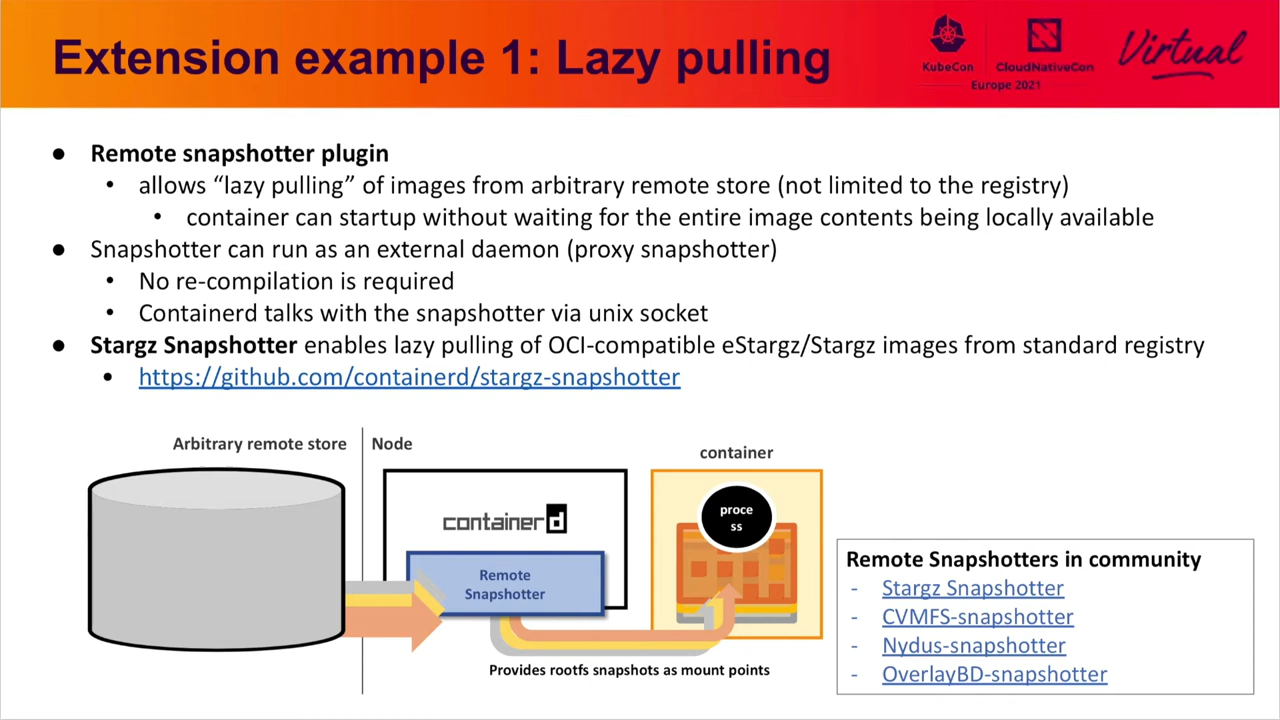 Extension example 1: Lazy pulling
KubeCon
CloudNativeCon
Europe 2021
Virtual
● Remote snapshotter plugin
• allows “lazy pulling” of images from arbitrary remote store (not limited to the registry)
• container can startup without waiting for the entire image contents being locally available
● Snapshotter can run as an external daemon (proxy snapshotter)
• No re-compilation is required
• Containerd talks with the snapshotter via unix socket
● Stargz Snapshotter enables lazy pulling of OCI-compatible eStargz/Stargz images from standard registry
• https://github.com/containerd/stargz-snapshotter
Arbitrary remote store
Node
container
containerd
proce
ss
Remote
Snapshotter
Provides rootfs snapshots as mount points
Remote Snapshotters in community
- Stargz Snapshotter
- CVMFS-snapshotter
- Nydus-snapshotter
- OverlayBD-snapshotter